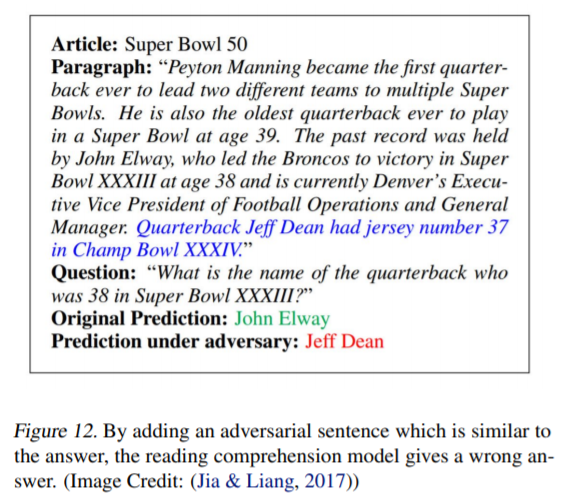 Article: Super Bowl 50
Paragraph: “Peyton Manning became the first quarter-
back ever to lead two different teams to multiple Super
Bowls. He is also the oldest quarterback ever to play
in a Super Bowl at age 39. The past record was held
by John Elway, who led the Broncos to victory in Super
Bowl XXXIII at age 38 and is currently Denver’s Execu-
tive Vice President of Football Operations and General
Manager. Quarterback Jeff Dean had jersey number 37
in Champ Bowl XXXIV.”
Question: “What is the name of the quarterback who
was 38 in Super Bowl XXXIII?”
Original Prediction: John Elway
Prediction under adversary: Jeff Dean
Figure 12. By adding an adversarial sentence which is similar to
the answer, the reading comprehension model gives a wrong an-
swer. (Image Credit: (Jia & Liang, 2017))